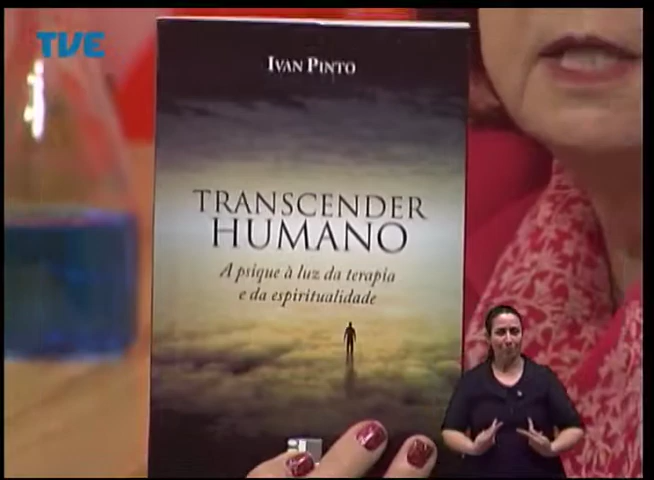 TVE
IVAN PINTO
TRANSCENDER
HUMANO
A psique à luz da terapia
e da espiritualidade